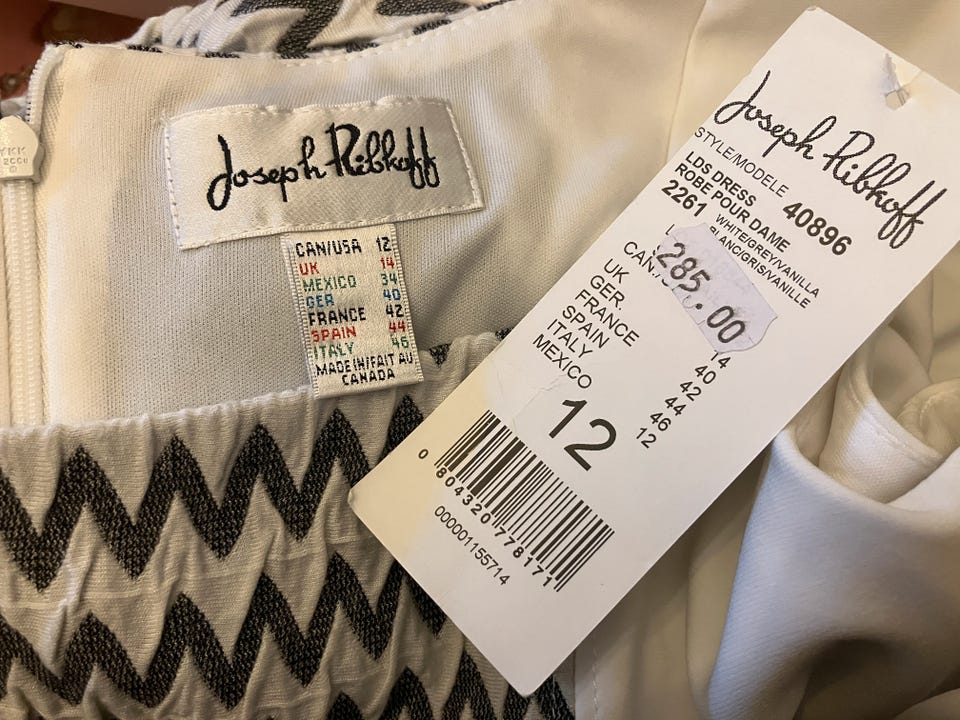 YKK
Joseph Ribkoff
CAN/USA 12
UK 14
MEXICO 34
GER 40
FRANCE 42
SPAIN 44
ITALY 46
MADE IN/FAIT AU
CANADA
Joseph Ribkoff
STYLE/MODELE 40896
LDS DRESS
ROBE POUR DAME
2261 WHITE/GREY/VANILLA
BLANC/GRIS/VANILLE
285.00
UK 14
GER. 40
FRANCE 42
SPAIN 44
ITALY 46
MEXICO 12
12
0 804320 778171
000001155714